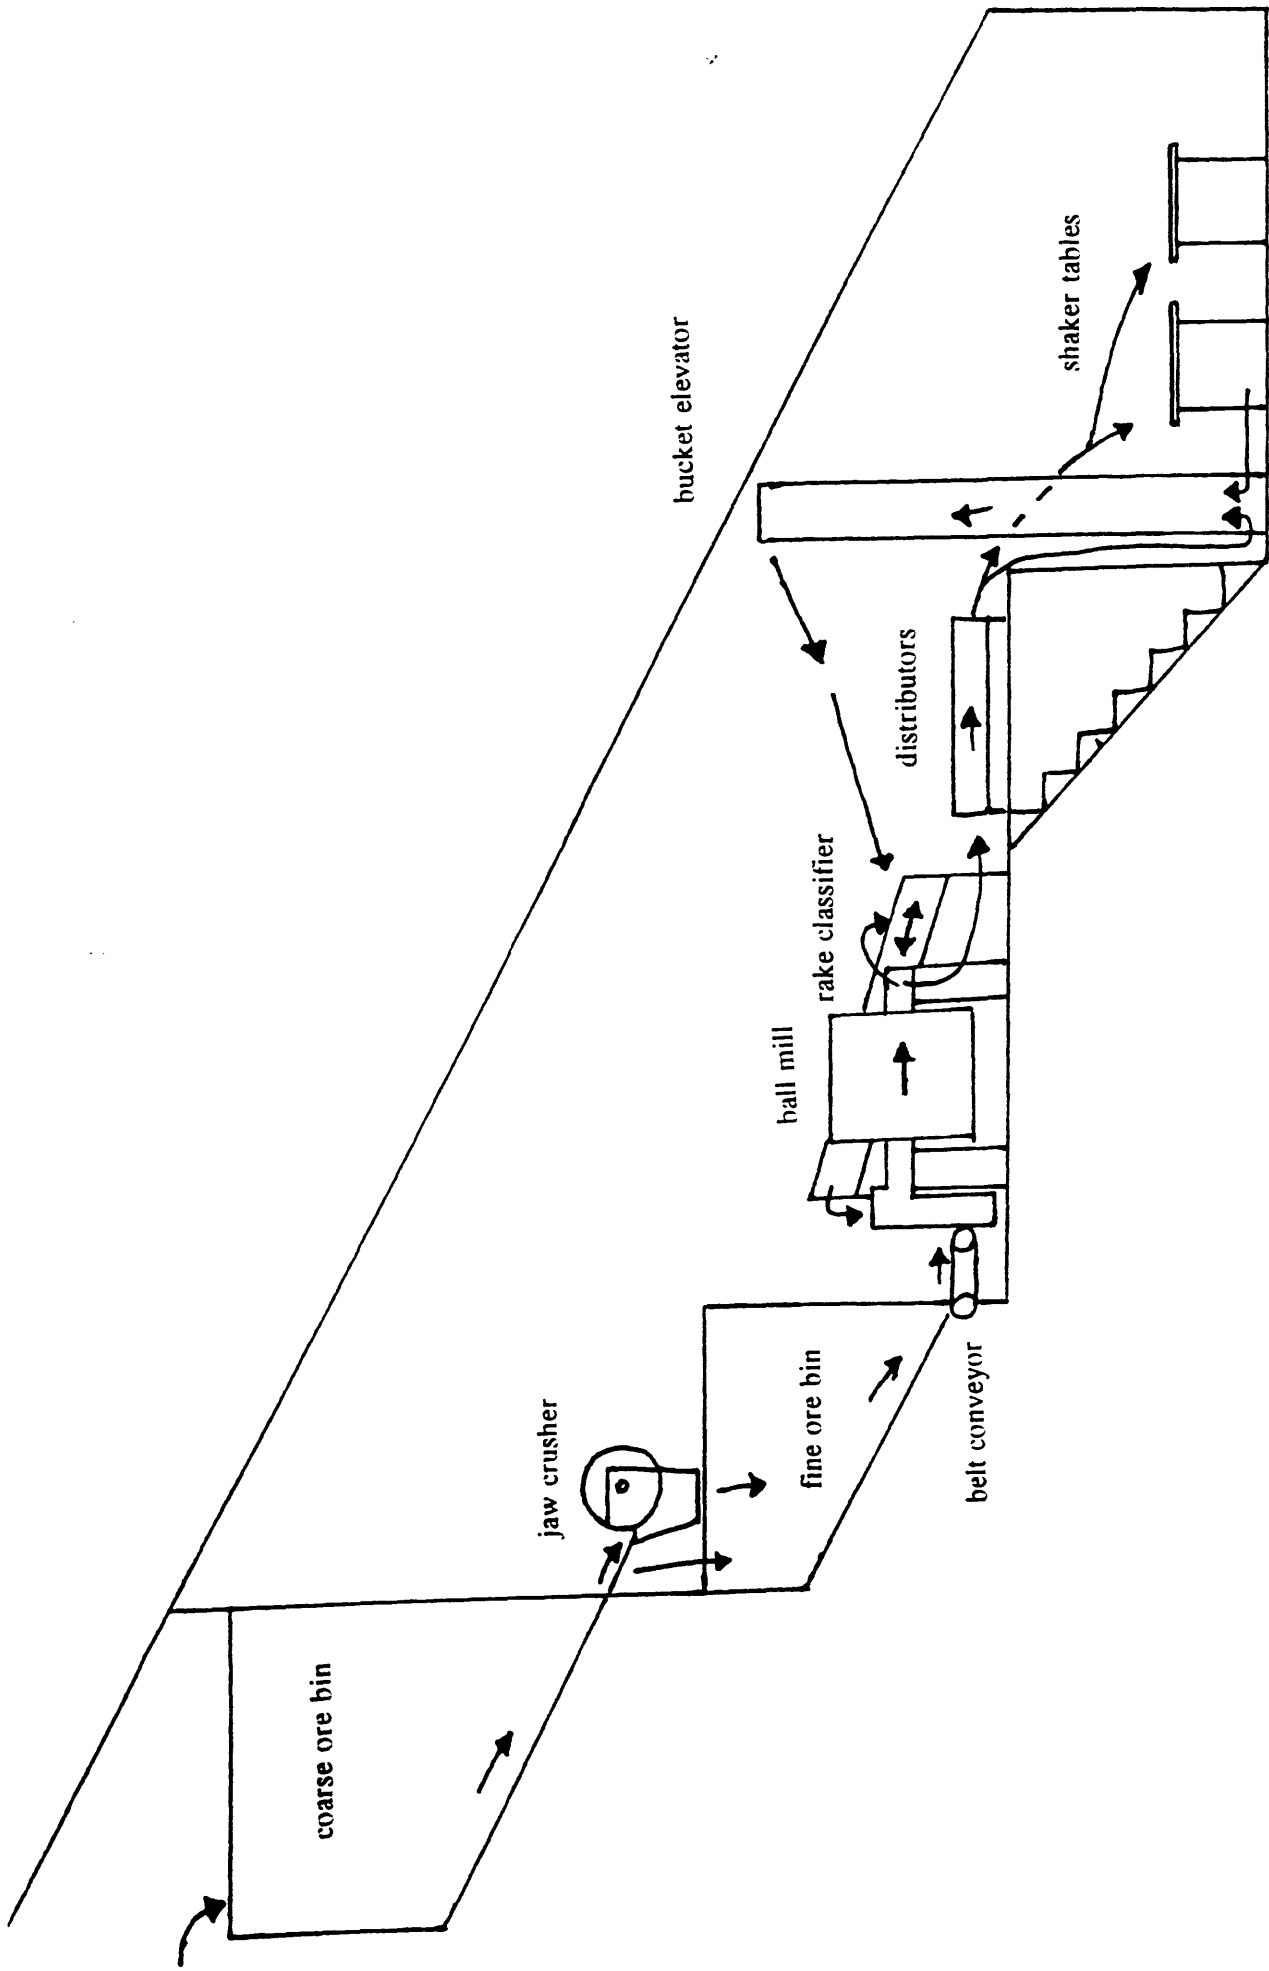 coarse ore bin
jaw crusher
fine ore bin
belt conveyor
ball mill
rake classifier
distributors
bucket elevator
shaker tables